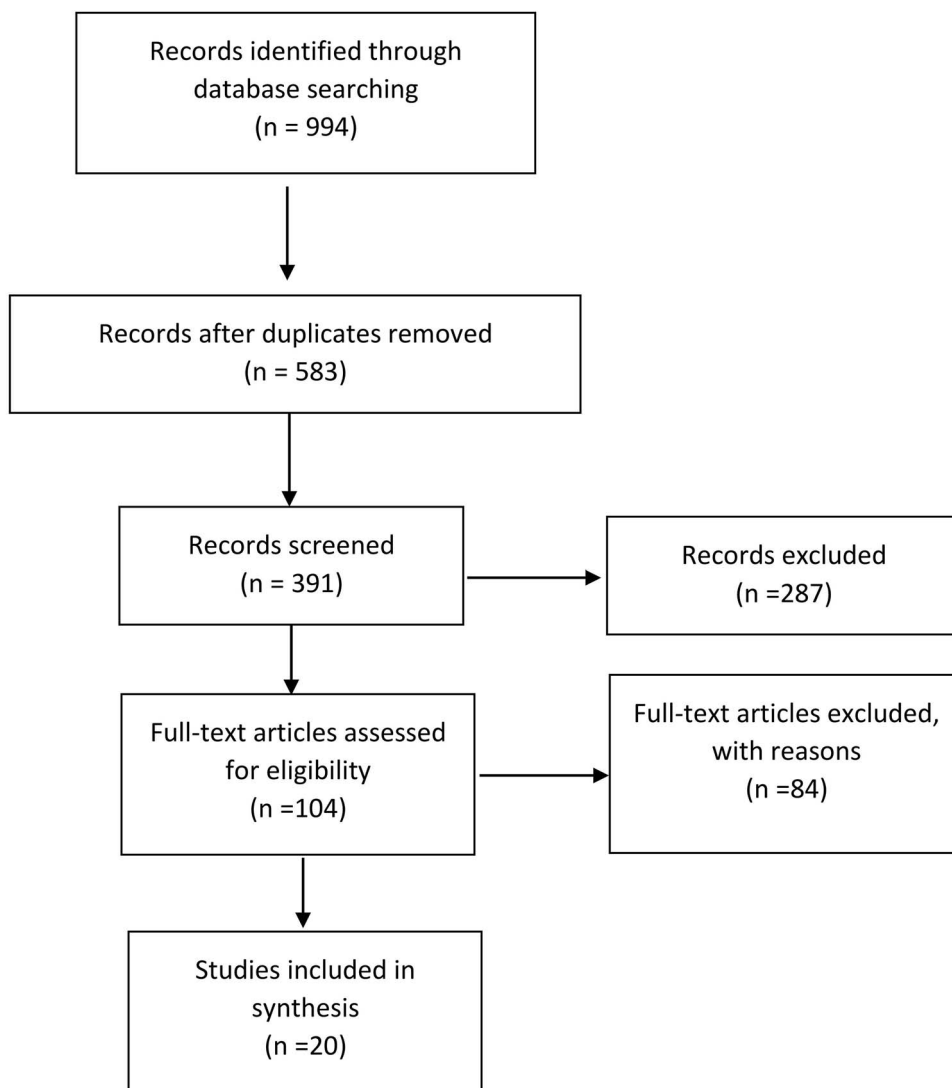 Records identified through
database searching
(n = 994)
Records after duplicates removed
(n = 583)
Records screened
(n = 391)
Records excluded
(n =287)
Full-text articles assessed
for eligibility
(n =104)
Full-text articles excluded,
with reasons
(n =84)
Studies included in
synthesis
(n =20)